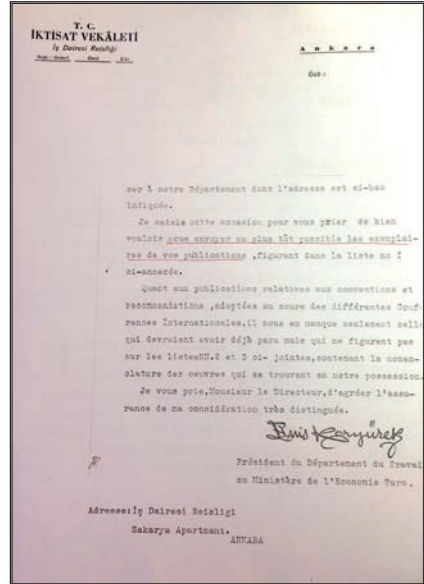 T. C.
İKTİSAT VEKÂLETİ
İş Dairesi Reisliği
Ankara
Özü:
ser à notre Département dont l'adresse est ci-bas
indiquée.
Je saisis cette occasion pour vous prier de bien
vouloir nous envoyer au plus tôt possible les exemplai-
res de vos publications ,figurant dans la liste no I
ci-annexée.
Quant aux publications relatives aux conventions et
recommendations ,adoptées au cours des différentes Conf
rences Internationales,il nous en manque seulement celle
qui devraient avoir déjà paru mais qui ne figurent pas
sur les listesNN.2 et 3 ci- jointes,contenant la nomen-
clature des oeuvres qui se trouvent en notre possession.
Je vous prie,Monsieur le Directeur,d'agréer l'assu-
rance de ma considération très distinguée.
Président du Département du Travai
au Ministère de l'Economie Turc.
Adresse:İş Dairesi Reisligi
Sakarya Apartmanı.
ANKARA